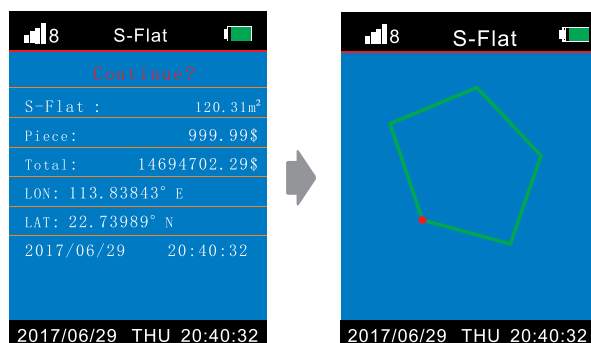 8 S-Flat
Continue?
S-Flat : 120.31m²
Piece: 999.99$
Total: 14694702.29$
LON: 113.83843° E
LAT: 22.73989° N
2017/06/29 20:40:32
2017/06/29 THU 20:40:32
8 S-Flat
2017/06/29 THU 20:40:32